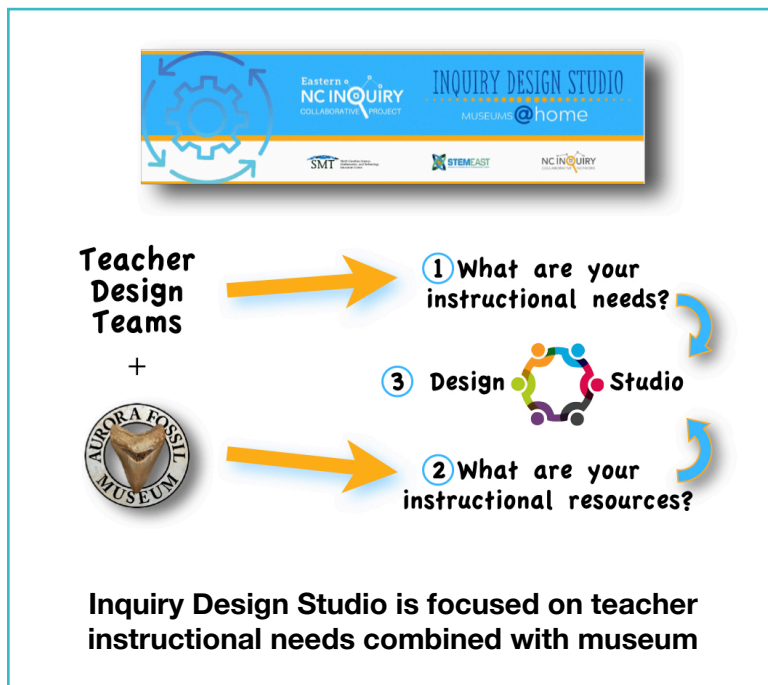 Eastern
NC INQUIRY
COLLABORATIVE PROJECT
INQUIRY DESIGN STUDIO
MUSEUMS @home
SMT
STEMEAST
NC INQUIRY
COLLABORATIVE NETWORK
Teacher
Design
Teams
+
AURORA FOSSIL
MUSEUM
1 What are your
instructional needs?
3 Design Studio
2 What are your
instructional resources?
Inquiry Design Studio is focused on teacher
instructional needs combined with museum